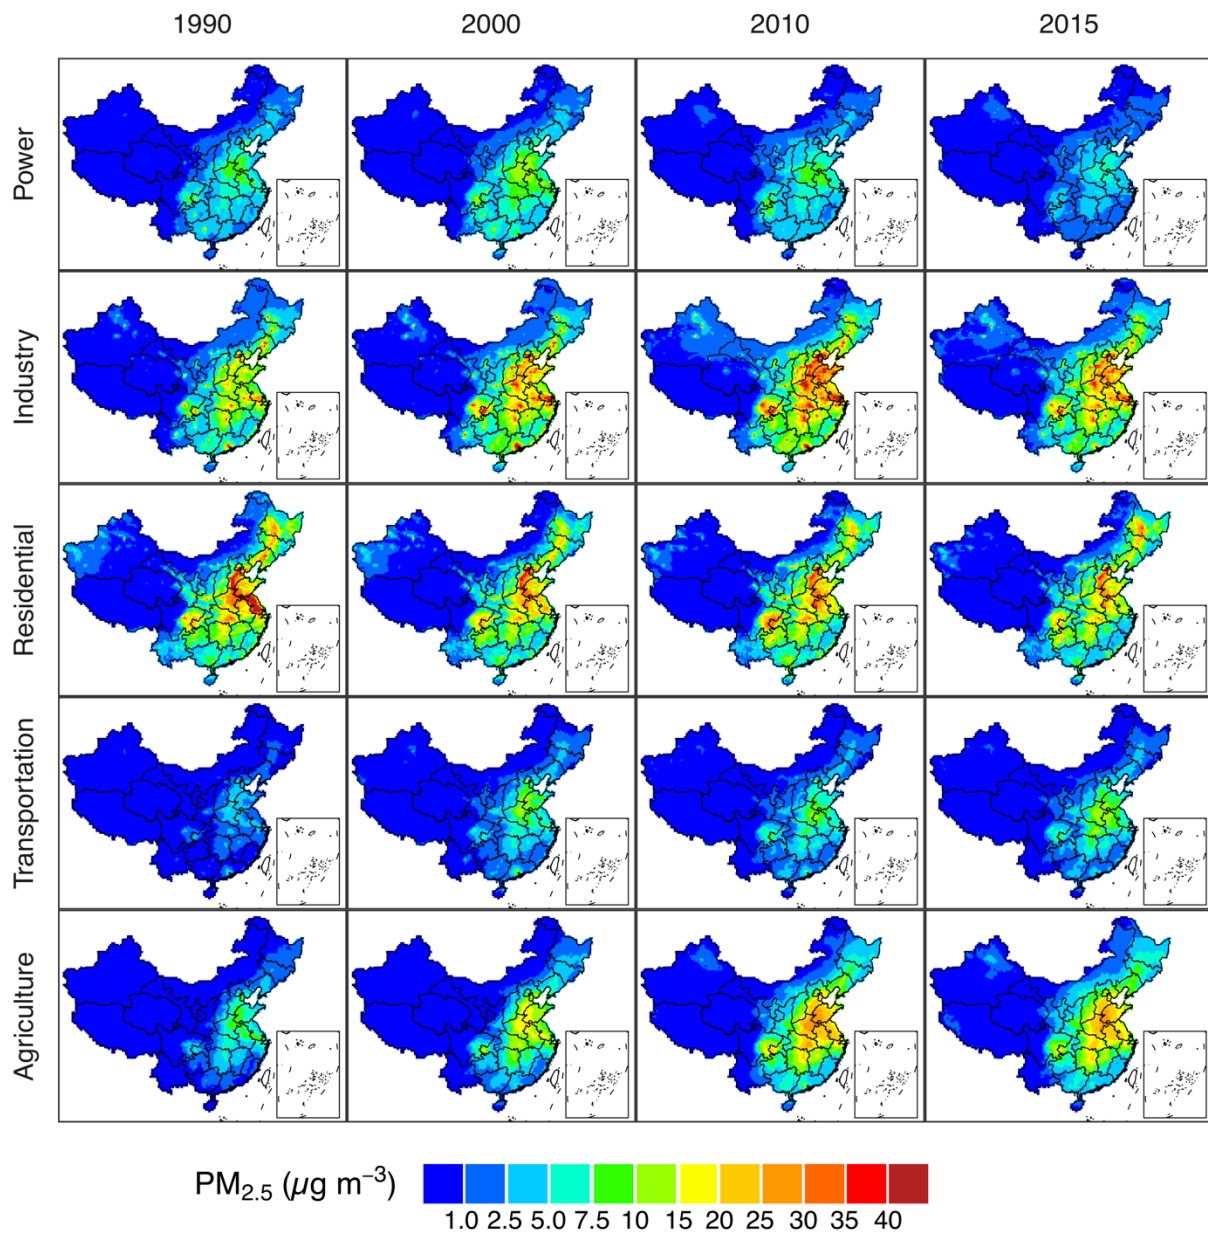 1990 2000 2010 2015
Power
Industry
Residential
Transportation
Agriculture
PM2.5 (μg m−3)
1.0 2.5 5.0 7.5 10 15 20 25 30 35 40